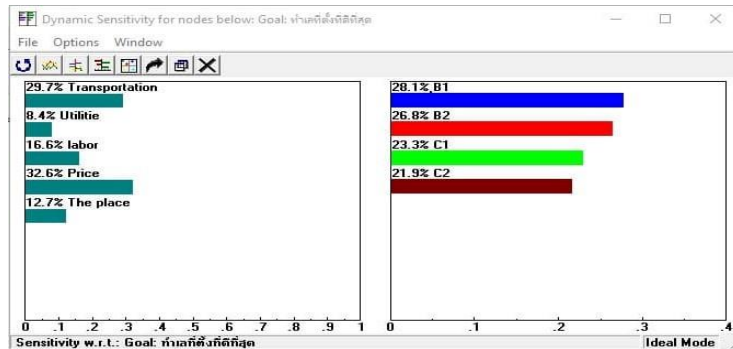 Dynamic Sensitivity for nodes below: Goal: ทำเลที่ตั้งที่ดีที่สุด
File Options Window
29.7% Transportation
8.4% Utilitie
16.6% labor
32.6% Price
12.7% The place
0 .1 .2 .3 .4 .5 .6 .7 .8 .9 1
28.1% B1
26.8% B2
23.3% C1
21.9% C2
0 .1 .2 .3 .4
Sensitivity w.r.t.: Goal: ทำเลที่ตั้งที่ดีที่สุด
Ideal Mode